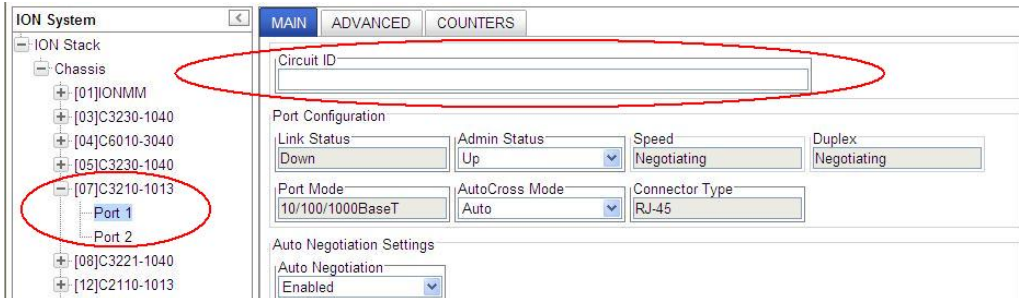 ION System
<
MAIN ADVANCED COUNTERS
ION Stack
Chassis
[01]IONMM
[03]C3230-1040
[04]C6010-3040
[05]C3230-1040
[07]C3210-1013
Port 1
Port 2
[08]C3221-1040
[12]C2110-1013
Circuit ID
Port Configuration
Link Status Admin Status Speed Duplex
Down Up Negotiating Negotiating
Port Mode AutoCross Mode Connector Type
10/100/1000BaseT Auto RJ-45
Auto Negotiation Settings
Auto Negotiation
Enabled